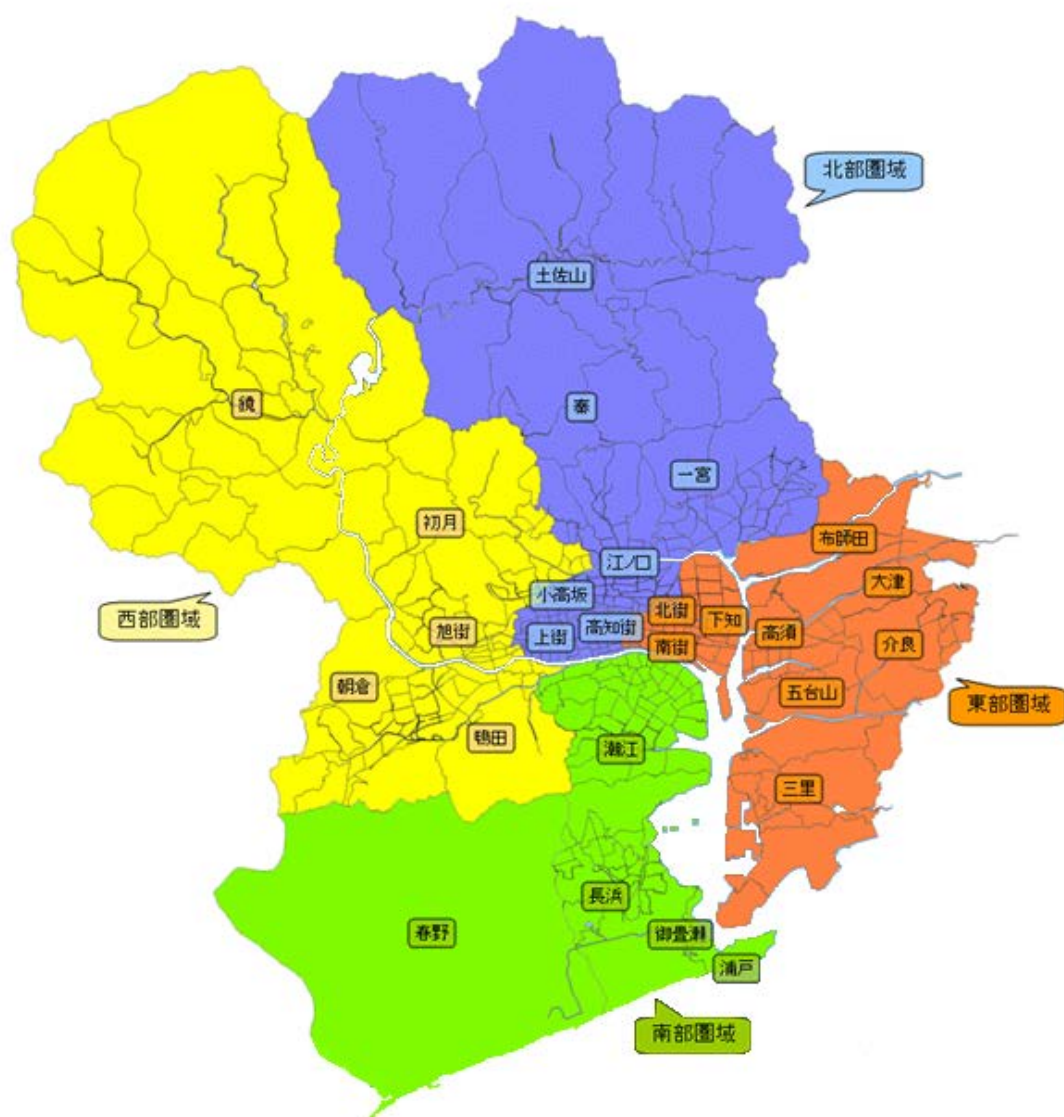 北部圏域
土佐山
秦
鏡
一宮
初月
布師田
江ノ口
大津
小高坂
北街
下知
西部圏域
旭街
上街
高知街
南街
高須
介良
朝倉
五台山
東部圏域
鴨田
潮江
三里
長浜
春野
御畳瀬
浦戸
南部圏域